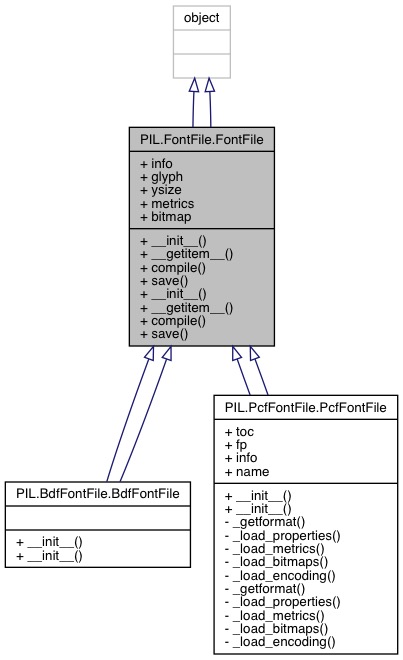 object
PIL.FontFile.FontFile
+ info
+ glyph
+ ysize
+ metrics
+ bitmap
+ __init__()
+ __getitem__()
+ compile()
+ save()
+ __init__()
+ __getitem__()
+ compile()
+ save()
PIL.BdfFontFile.BdfFontFile
+ __init__()
+ __init__()
PIL.PcfFontFile.PcfFontFile
+ toc
+ fp
+ info
+ name
+ __init__()
+ __init__()
- _getformat()
- _load_properties()
- _load_metrics()
- _load_bitmaps()
- _load_encoding()
- _getformat()
- _load_properties()
- _load_metrics()
- _load_bitmaps()
- _load_encoding()